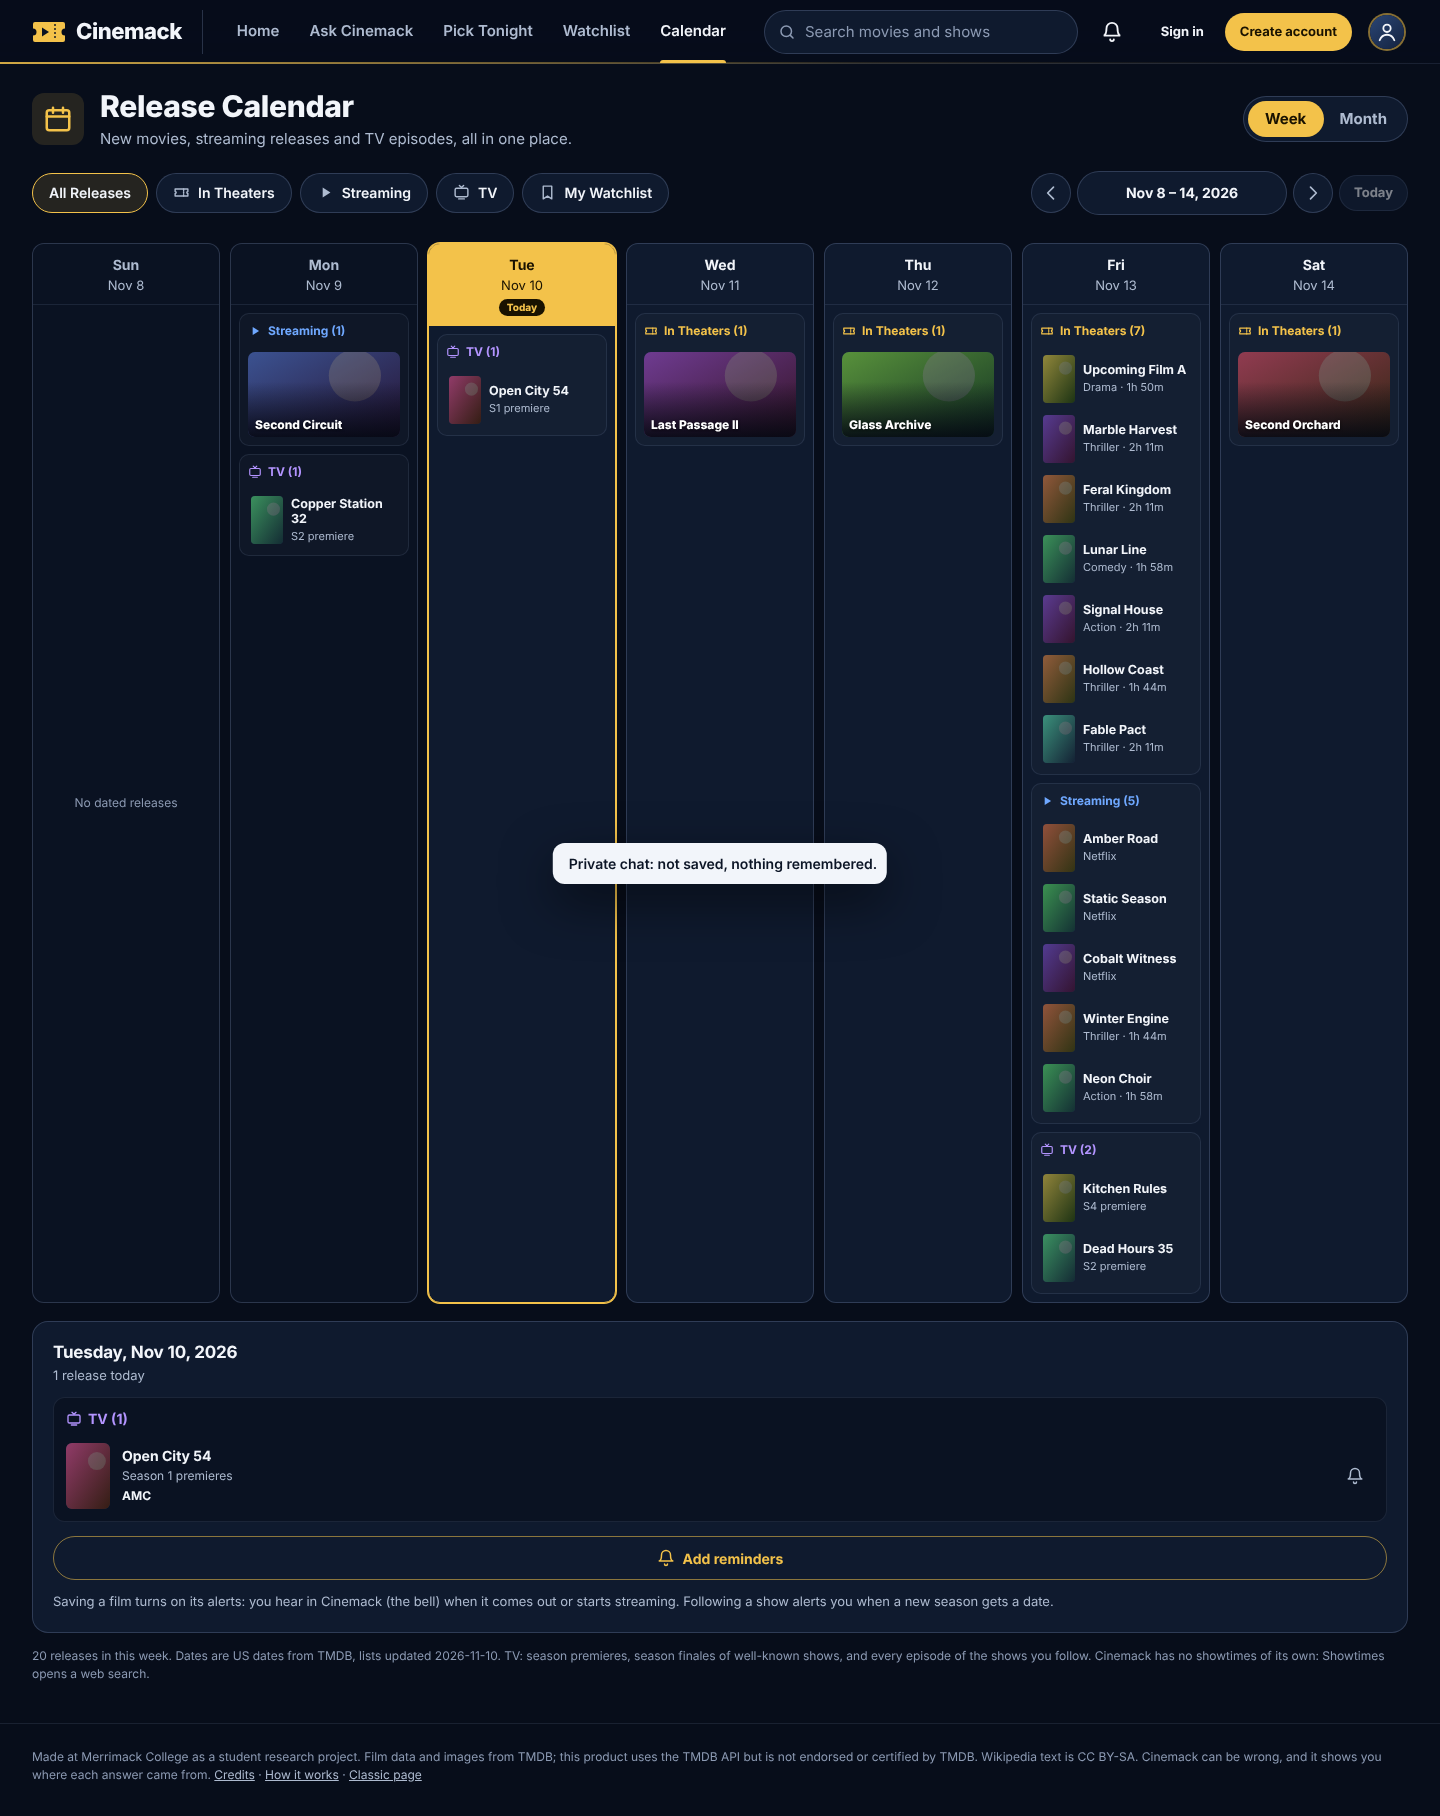 Cinemack
Home
Ask Cinemack
Pick Tonight
Watchlist
Calendar
Search movies and shows
Sign in
Create account
Release Calendar
New movies, streaming releases and TV episodes, all in one place.
Week
Month
All Releases
In Theaters
Streaming
TV
My Watchlist
Nov 8 – 14, 2026
Today
Sun
Nov 8
No dated releases
Mon
Nov 9
Streaming (1)
Second Circuit
TV (1)
Copper Station
32
S2 premiere
Tue
Nov 10
Today
TV (1)
Open City 54
S1 premiere
Wed
Nov 11
In Theaters (1)
Last Passage II
Thu
Nov 12
In Theaters (1)
Glass Archive
Fri
Nov 13
In Theaters (7)
Upcoming Film A
Drama · 1h 50m
Marble Harvest
Thriller · 2h 11m
Feral Kingdom
Thriller · 2h 11m
Lunar Line
Comedy · 1h 58m
Signal House
Action · 2h 11m
Hollow Coast
Thriller · 1h 44m
Fable Pact
Thriller · 2h 11m
Streaming (5)
Amber Road
Netflix
Static Season
Netflix
Cobalt Witness
Netflix
Winter Engine
Thriller · 1h 44m
Neon Choir
Action · 1h 58m
TV (2)
Kitchen Rules
S4 premiere
Dead Hours 35
S2 premiere
Sat
Nov 14
In Theaters (1)
Second Orchard
Private chat: not saved, nothing remembered.
Tuesday, Nov 10, 2026
1 release today
TV (1)
Open City 54
Season 1 premieres
AMC
Add reminders
Saving a film turns on its alerts: you hear in Cinemack (the bell) when it comes out or starts streaming. Following a show alerts you when a new season gets a date.
20 releases in this week. Dates are US dates from TMDB, lists updated 2026-11-10. TV: season premieres, season finales of well-known shows, and every episode of the shows you follow. Cinemack has no showtimes of its own: Showtimes
opens a web search.
Made at Merrimack College as a student research project. Film data and images from TMDB; this product uses the TMDB API but is not endorsed or certified by TMDB. Wikipedia text is CC BY-SA. Cinemack can be wrong, and it shows you
where each answer came from. Credits · How it works · Classic page